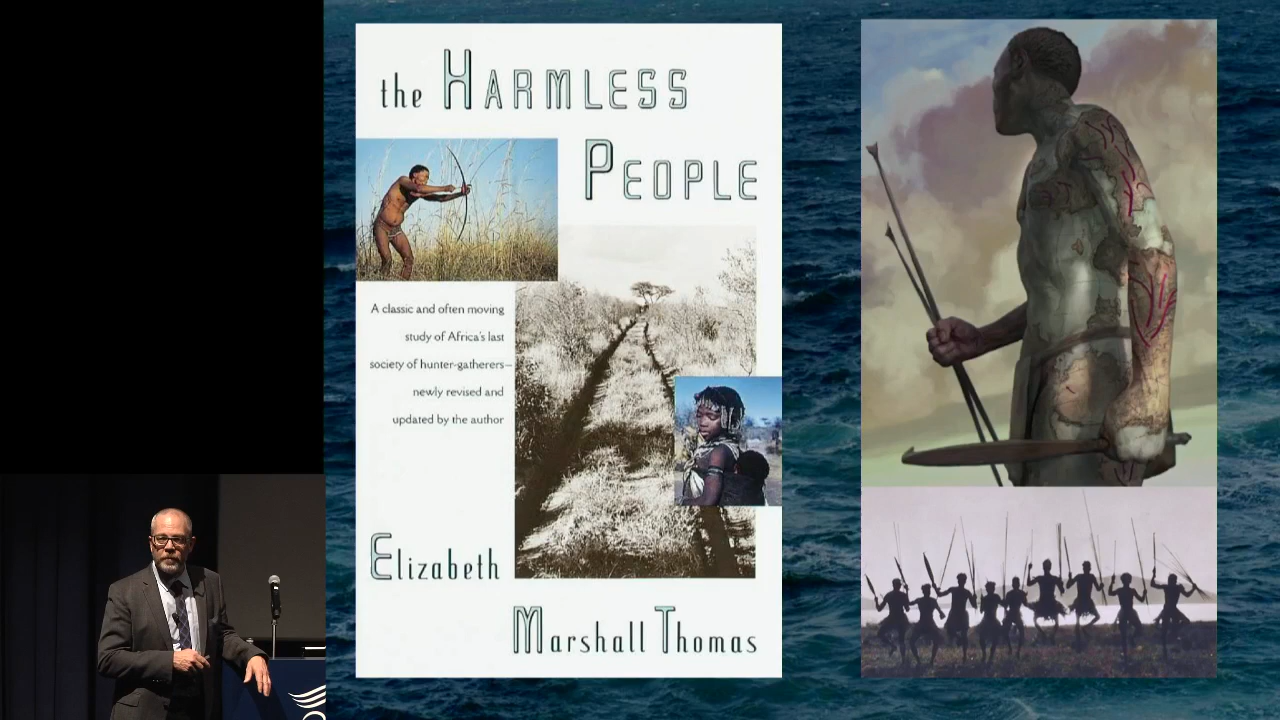 the HARMLESS
PEOPLE
A classic and often moving
study of Africa's last
society of hunter-gatherers—
newly revised and
updated by the author
Elizabeth
Marshall Thomas